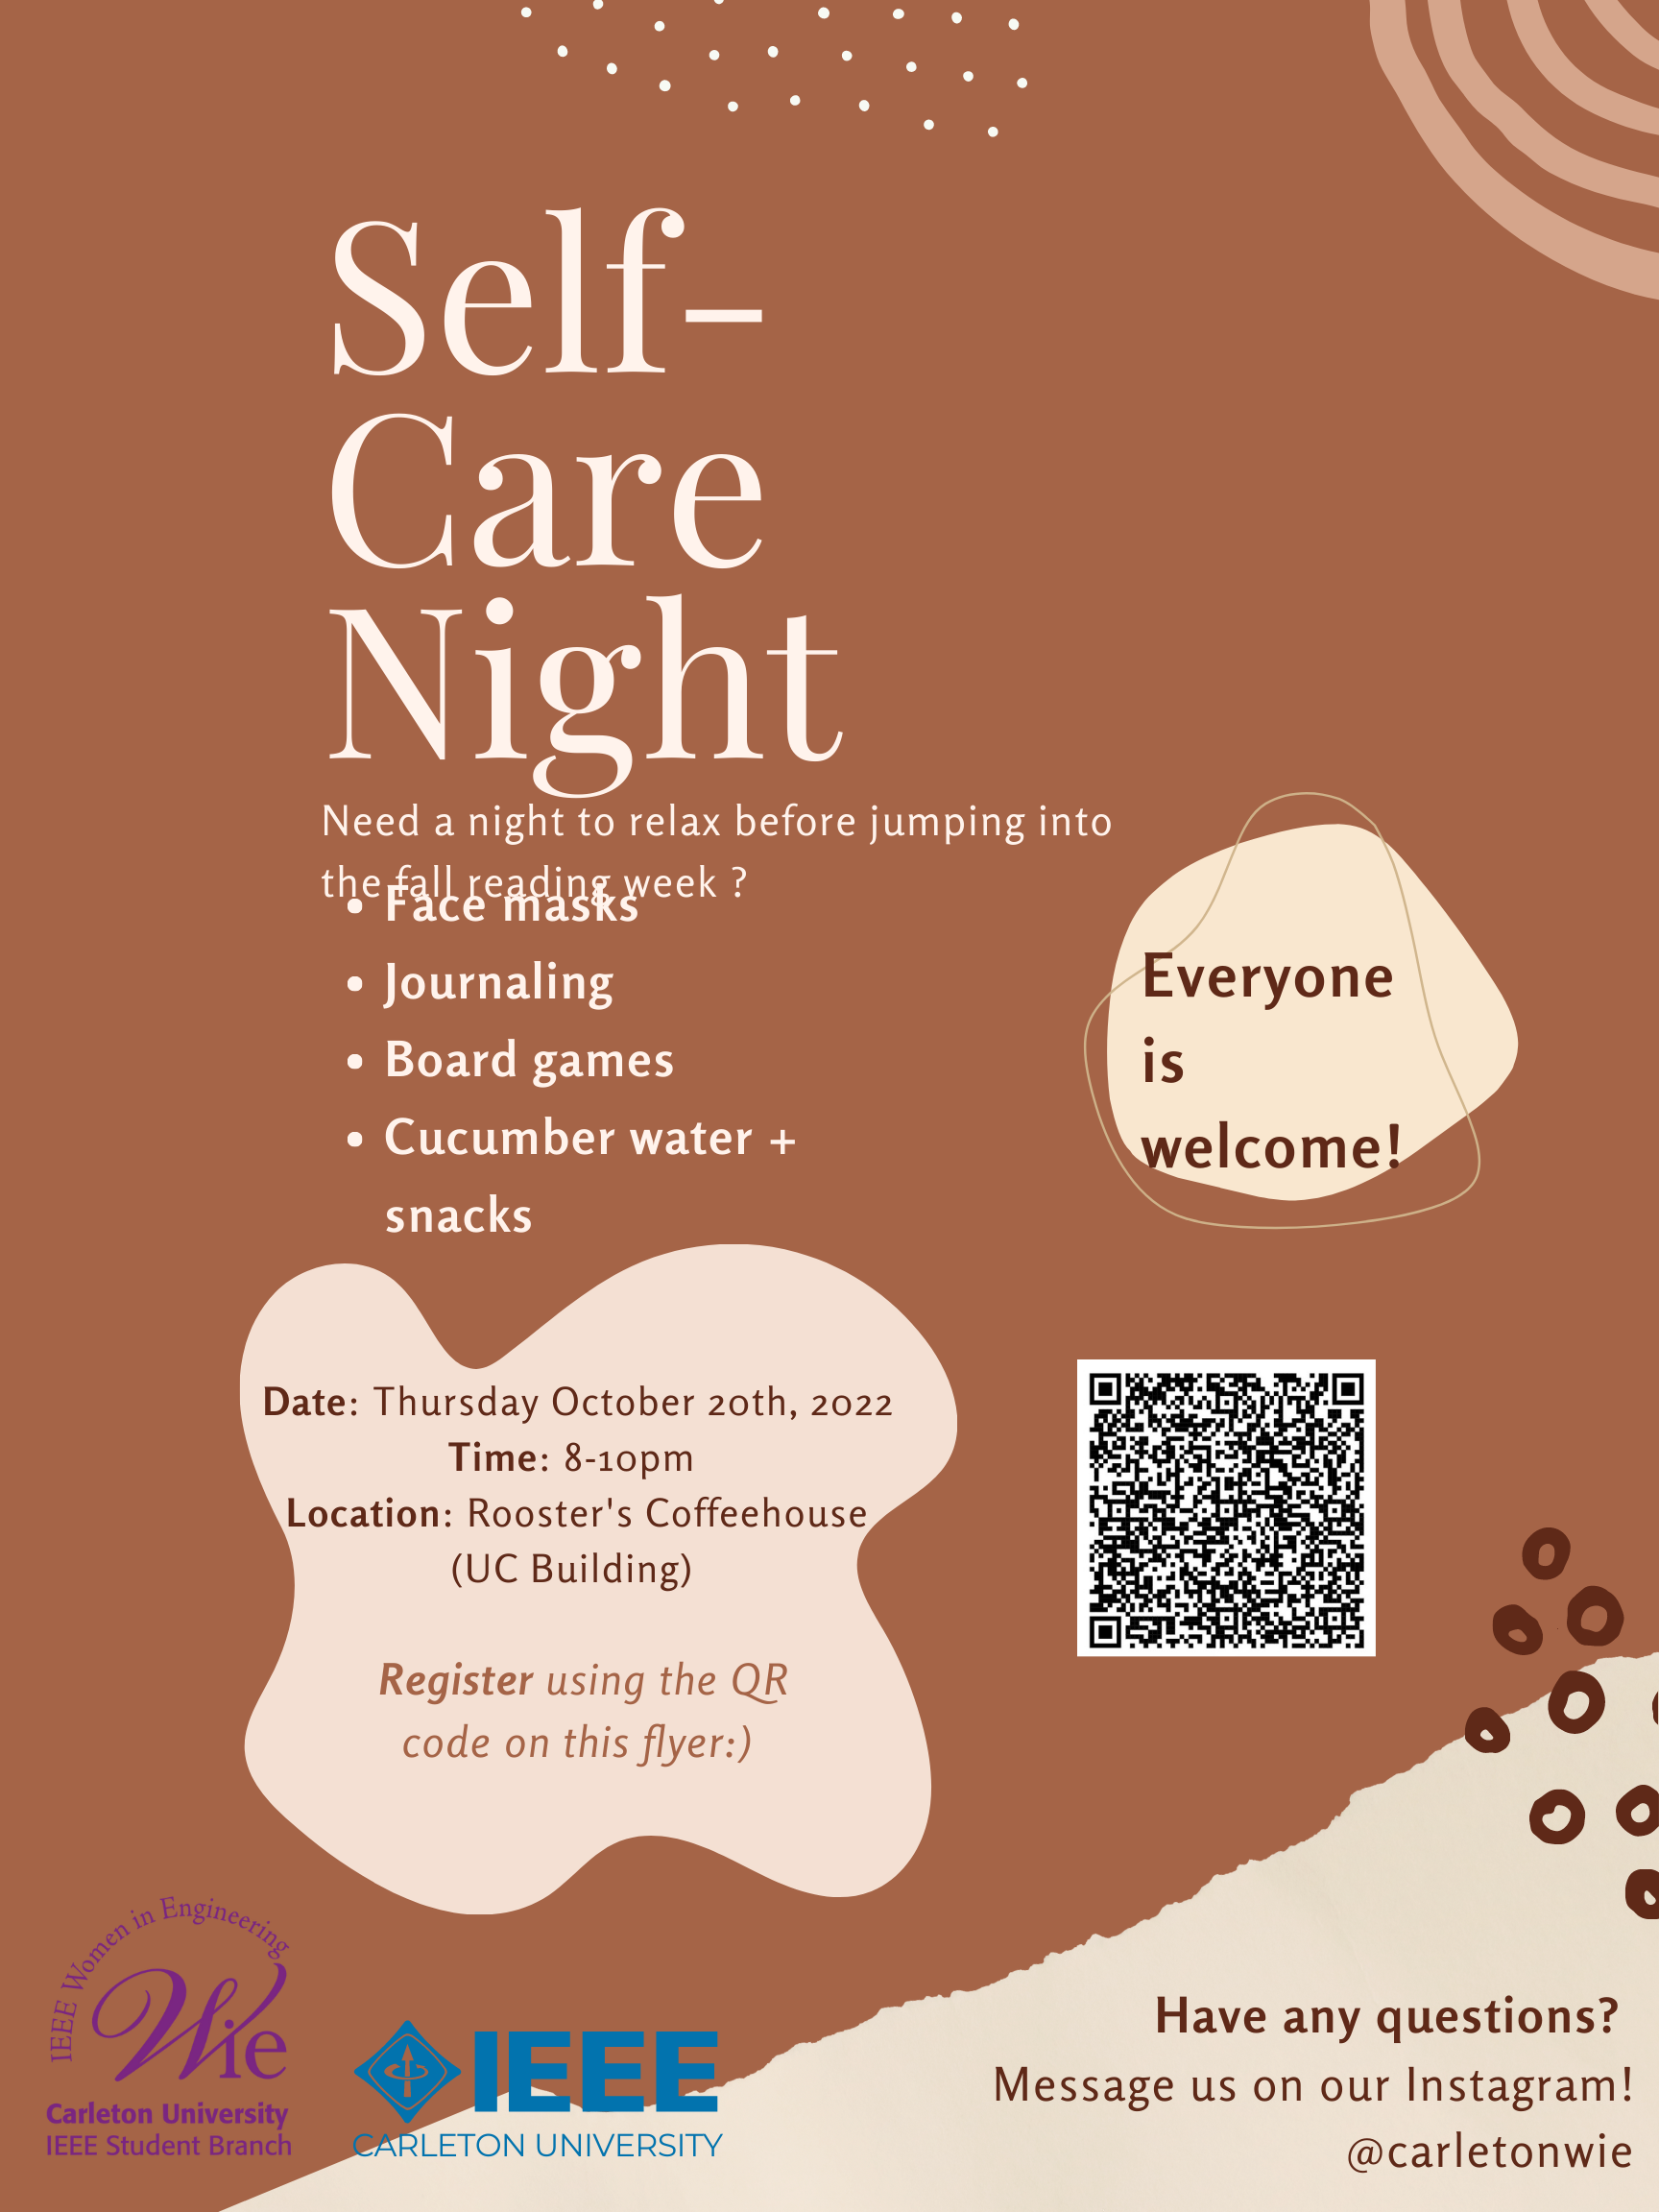 Self-
Care
Night
Need a night to relax before jumping into
the fall reading week ?
• Face masks
• Journaling
• Board games
• Cucumber water +
snacks
Everyone
is
welcome!
Date: Thursday October 20th, 2022
Time: 8-10pm
Location: Rooster's Coffeehouse
(UC Building)
Register using the QR
code on this flyer:)
IEEE Women in Engineering
Wie
Carleton University
IEEE Student Branch
IEEE
CARLETON UNIVERSITY
Have any questions?
Message us on our Instagram!
@carletonwie